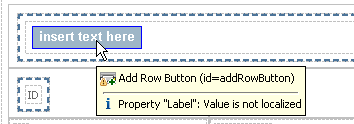 insert text here
Add Row Button (id=addRowButton)
i Property "Label": Value is not localized
ID